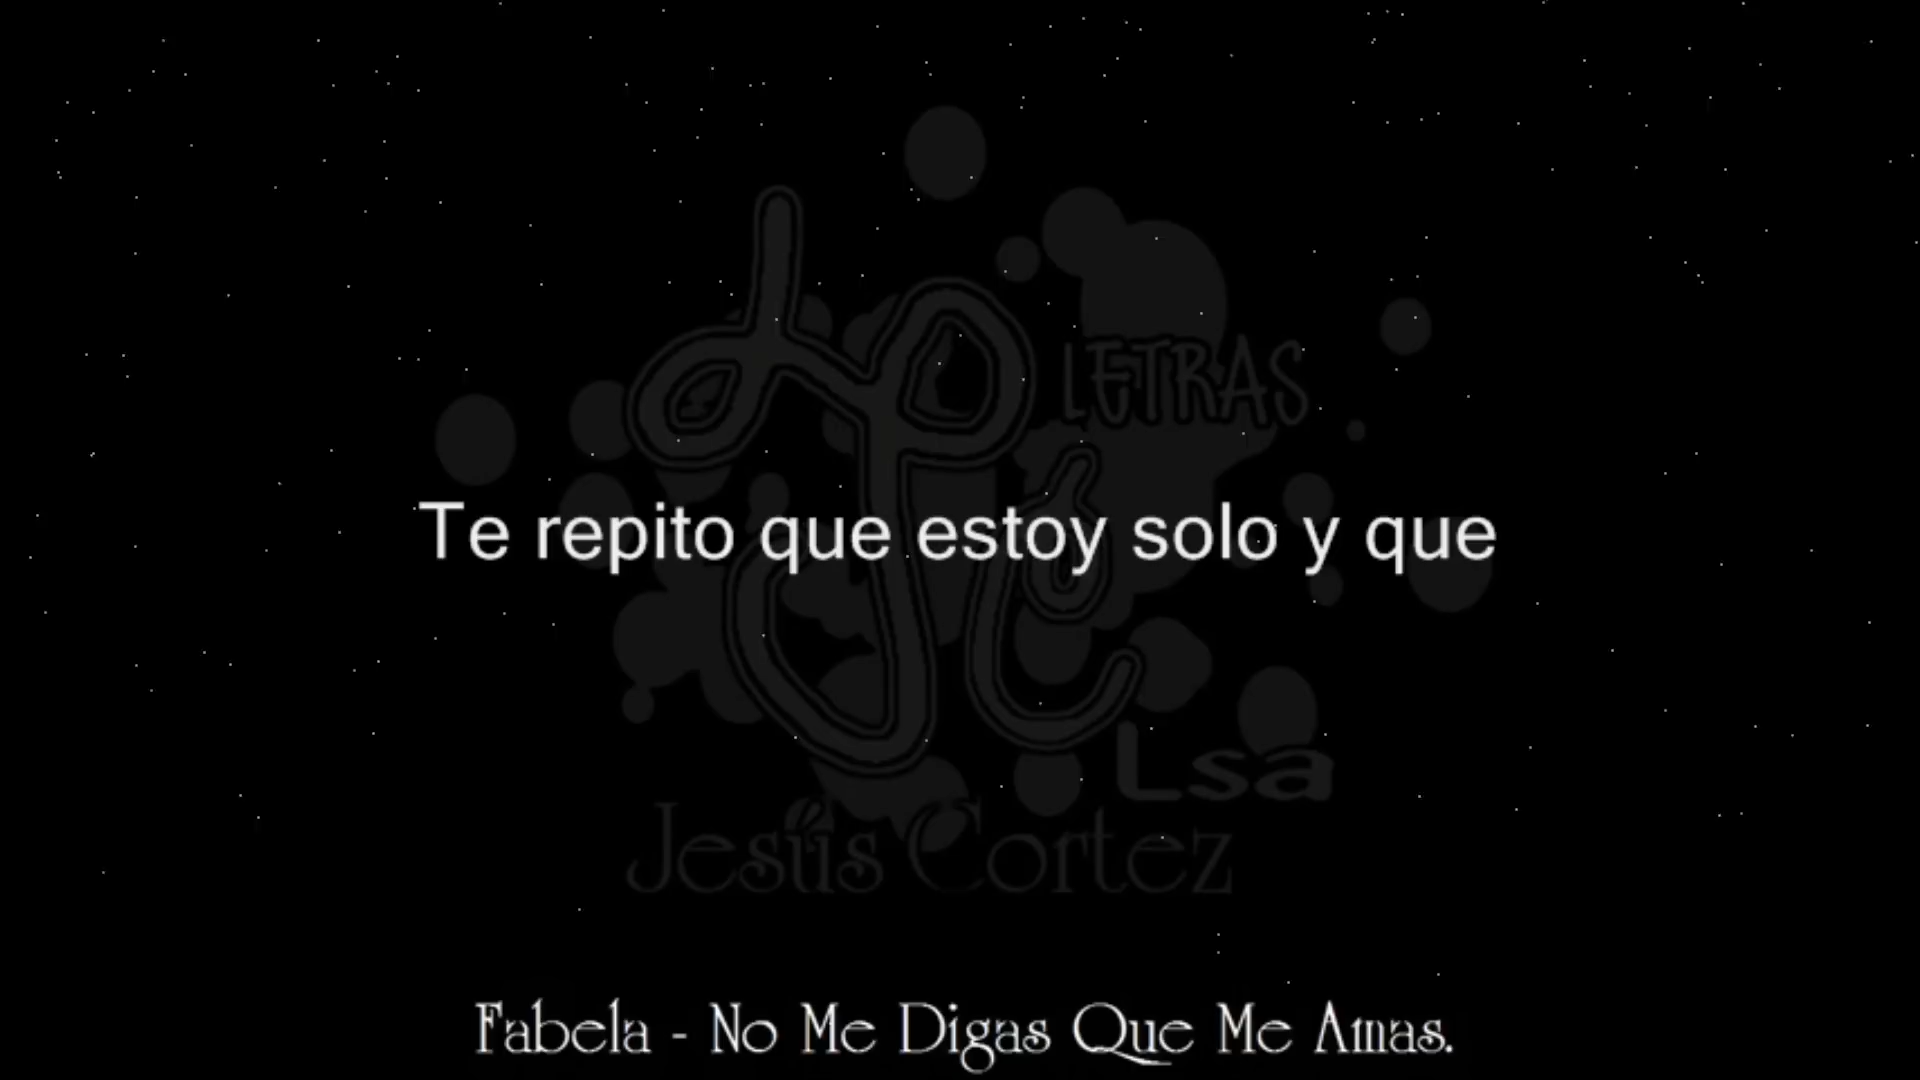 LETRAS
Te repito que estoy solo y que
Lsa
Jesús Cortez
Fabela - No Me Digas Que Me Amas.